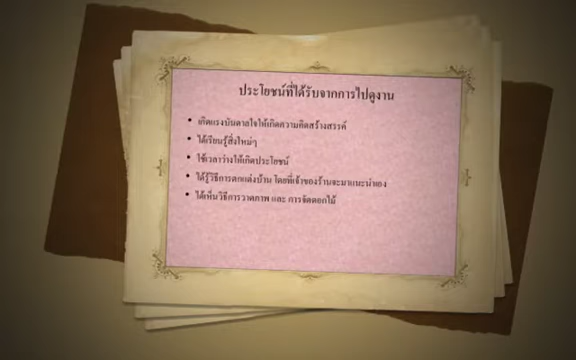 ประโยชน์ที่ได้รับจากการไปดูงาน
• เกิดแรงบันดาลใจให้เกิดความคิดสร้างสรรค์
• ได้เรียนรู้สิ่งใหม่ๆ
• ใช้เวลาว่างให้เกิดประโยชน์
• ได้รู้วิธีการตกแต่งบ้าน โดยที่เจ้าของร้านจะมาแนะนำเอง
• ได้เห็นวิธีการวาดภาพ และ การจัดดอกไม้